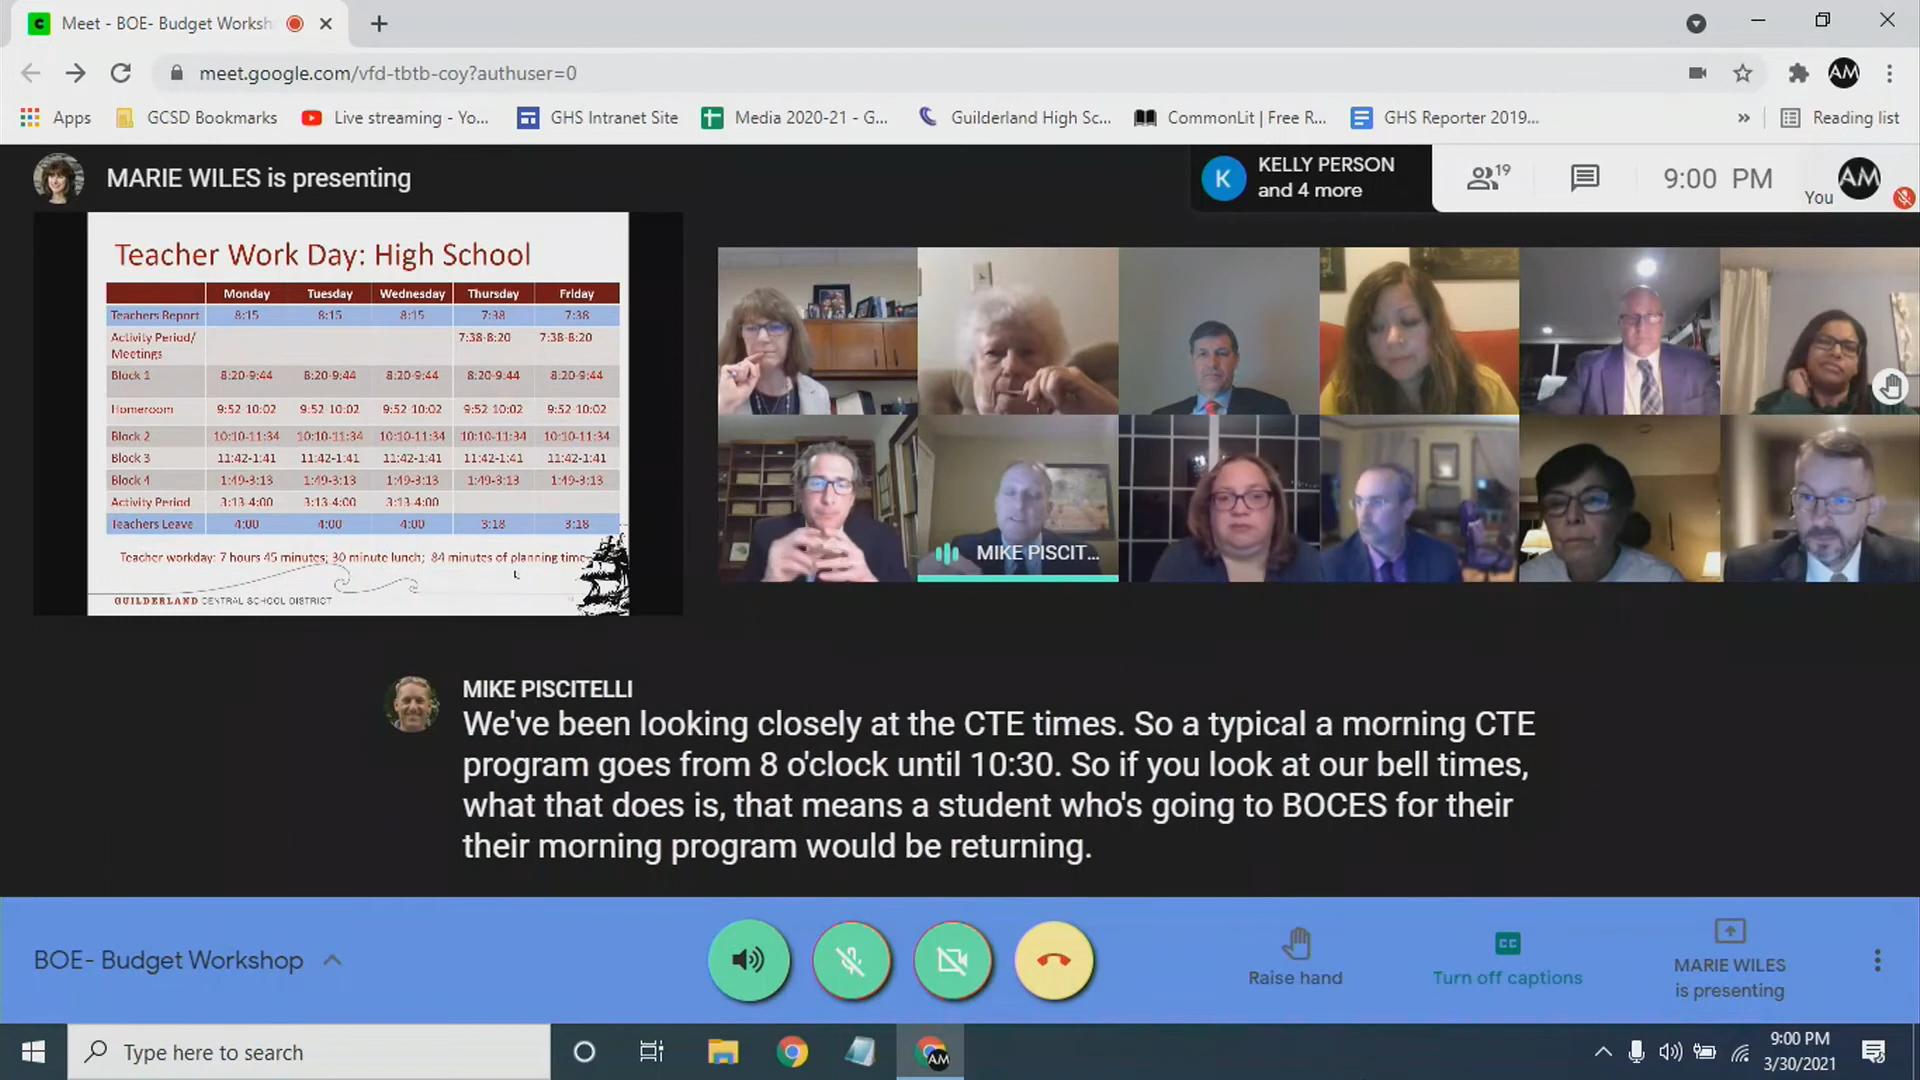 Meet - BOE- Budget Worksh
meet.google.com/vfd-tbtb-coy?authuser=0
AM
Apps
GCSD Bookmarks
Live streaming - Yo...
GHS Intranet Site
Media 2020-21 - G...
Guilderland High Sc...
CommonLit | Free R...
GHS Reporter 2019...
»
Reading list
MARIE WILES is presenting
K
KELLY PERSON
and 4 more
19
9:00 PM
You
AM
Teacher Work Day: High School
Monday Tuesday Wednesday Thursday Friday
Teachers Report 8:15 8:15 8:15 7:38 7:38
Activity Period/ 7:38-8:20 7:38-8:20
Meetings
Block 1 8:20-9:44 8:20-9:44 8:20-9:44 8:20-9:44 8:20-9:44
Homeroom 9:52-10:02 9:52-10:02 9:52-10:02 9:52-10:02 9:52-10:02
Block 2 10:10-11:34 10:10-11:34 10:10-11:34 10:10-11:34 10:10-11:34
Block 3 11:42-1:41 11:42-1:41 11:42-1:41 11:42-1:41 11:42-1:41
Block 4 1:49-3:13 1:49-3:13 1:49-3:13 1:49-3:13 1:49-3:13
Activity Period 3:13-4:00 3:13-4:00 3:13-4:00
Teachers Leave 4:00 4:00 4:00 3:18 3:18
Teacher workday: 7 hours 45 minutes; 30 minute lunch; 84 minutes of planning time
GUILDERLAND CENTRAL SCHOOL DISTRICT
MIKE PISCIT...
MIKE PISCITELLI
We've been looking closely at the CTE times. So a typical a morning CTE
program goes from 8 o'clock until 10:30. So if you look at our bell times,
what that does is, that means a student who's going to BOCES for their
their morning program would be returning.
BOE- Budget Workshop
Raise hand
CC
Turn off captions
MARIE WILES
is presenting
Type here to search
AM
9:00 PM
3/30/2021